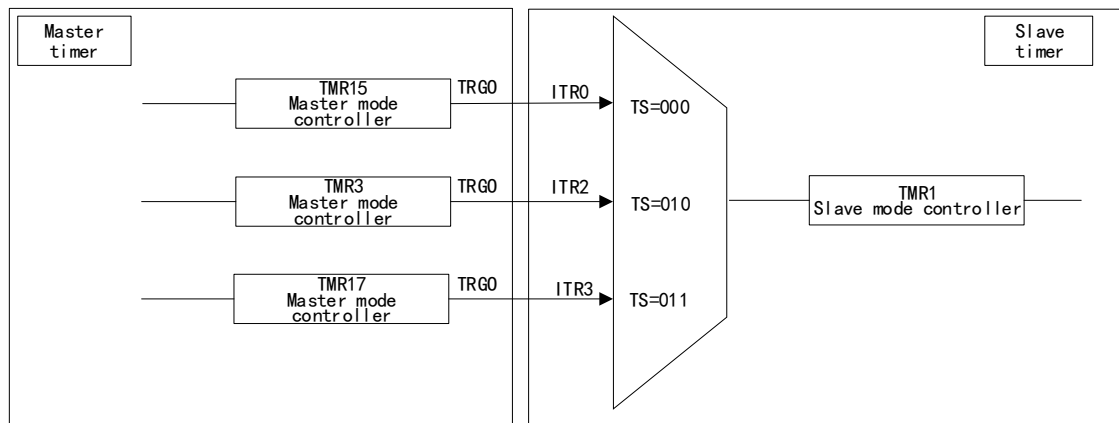 Master
timer
Slave
timer
TMR15
Master mode
controller
TRGO
ITR0
TS=000
TMR3
Master mode
controller
TRGO
ITR2
TS=010
TMR1
Slave mode controller
TMR17
Master mode
controller
TRGO
ITR3
TS=011